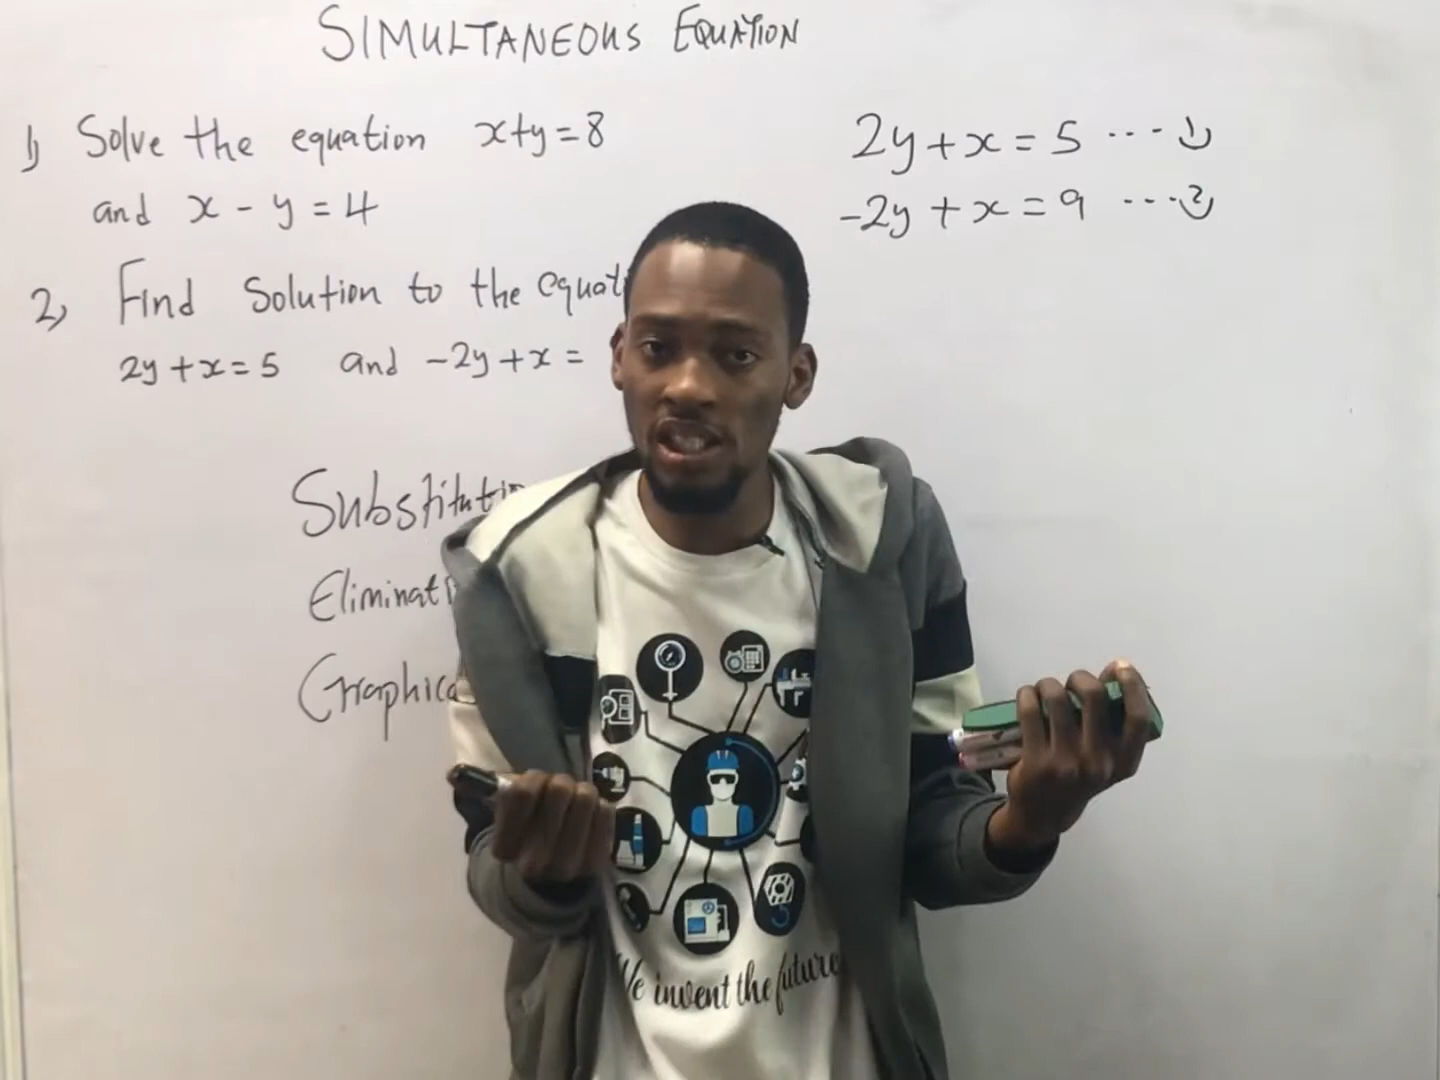 SIMULTANEOUS EQUATION
1) Solve the equation x+y=8
and x - y = 4
2) Find Solution to the
2y+x=5 and -2y+x =
2y+x=5 ....1)
-2y+x=9 ....2)
We invent the future